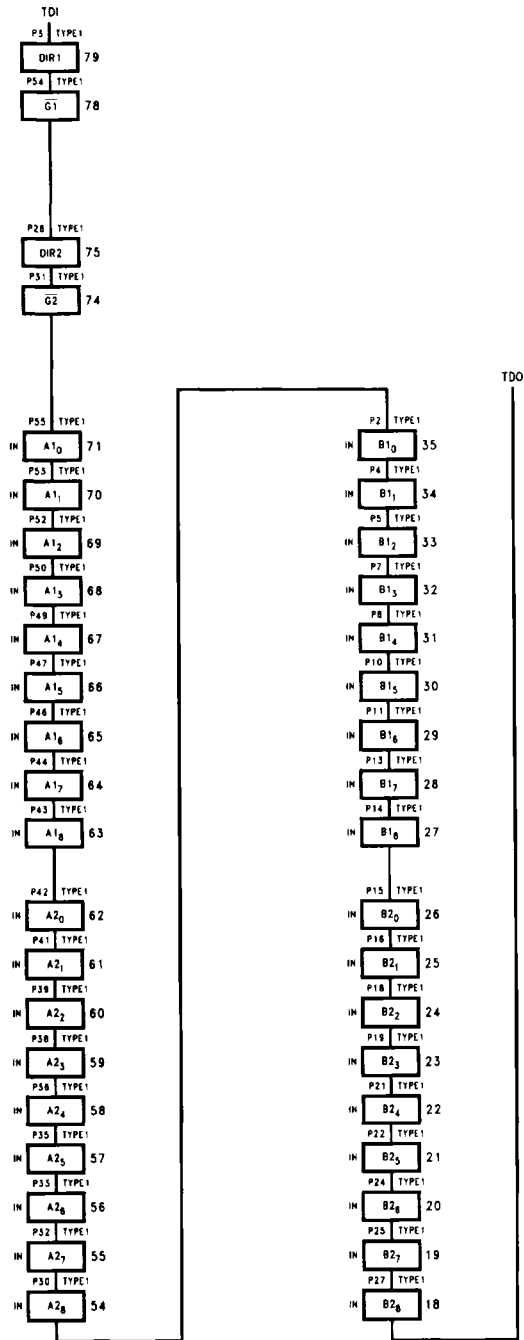 TDI
P3 TYPE1
DIR1 79
P54 TYPE1
G̅1̅ 78
P28 TYPE1
DIR2 75
P31 TYPE1
G̅2̅ 74
P55 TYPE1
IN A1₀ 71
P53 TYPE1
IN A1₁ 70
P52 TYPE1
IN A1₂ 69
P50 TYPE1
IN A1₃ 68
P49 TYPE1
IN A1₄ 67
P47 TYPE1
IN A1₅ 66
P46 TYPE1
IN A1₆ 65
P44 TYPE1
IN A1₇ 64
P43 TYPE1
IN A1₈ 63
P42 TYPE1
IN A2₀ 62
P41 TYPE1
IN A2₁ 61
P39 TYPE1
IN A2₂ 60
P38 TYPE1
IN A2₃ 59
P36 TYPE1
IN A2₄ 58
P35 TYPE1
IN A2₅ 57
P33 TYPE1
IN A2₆ 56
P32 TYPE1
IN A2₇ 55
P30 TYPE1
IN A2₈ 54
TDO
P2 TYPE1
IN B1₀ 35
P4 TYPE1
IN B1₁ 34
P5 TYPE1
IN B1₂ 33
P7 TYPE1
IN B1₃ 32
P8 TYPE1
IN B1₄ 31
P10 TYPE1
IN B1₅ 30
P11 TYPE1
IN B1₆ 29
P13 TYPE1
IN B1₇ 28
P14 TYPE1
IN B1₈ 27
P15 TYPE1
IN B2₀ 26
P16 TYPE1
IN B2₁ 25
P18 TYPE1
IN B2₂ 24
P19 TYPE1
IN B2₃ 23
P21 TYPE1
IN B2₄ 22
P22 TYPE1
IN B2₅ 21
P24 TYPE1
IN B2₆ 20
P25 TYPE1
IN B2₇ 19
P27 TYPE1
IN B2₈ 18